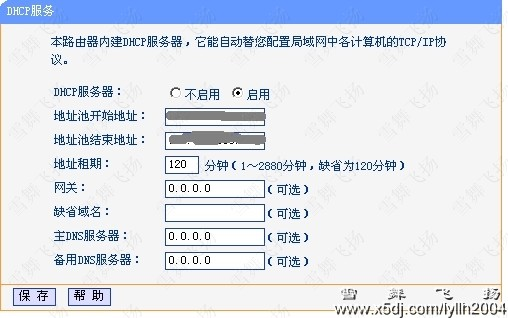 DHCP服务
本路由器内建DHCP服务器，它能自动替您配置局域网中各计算机的TCP/IP协
议。
DHCP服务器： 不启用 启用
地址池开始地址：
地址池结束地址：
地址租期： 120 分钟（1～2880分钟，缺省为120分钟）
网关： 0.0.0.0 （可选）
缺省域名： （可选）
主DNS服务器： 0.0.0.0 （可选）
备用DNS服务器： 0.0.0.0 （可选）
保存 帮助
雪舞飞扬
www.x5dj.com/iyllh2004